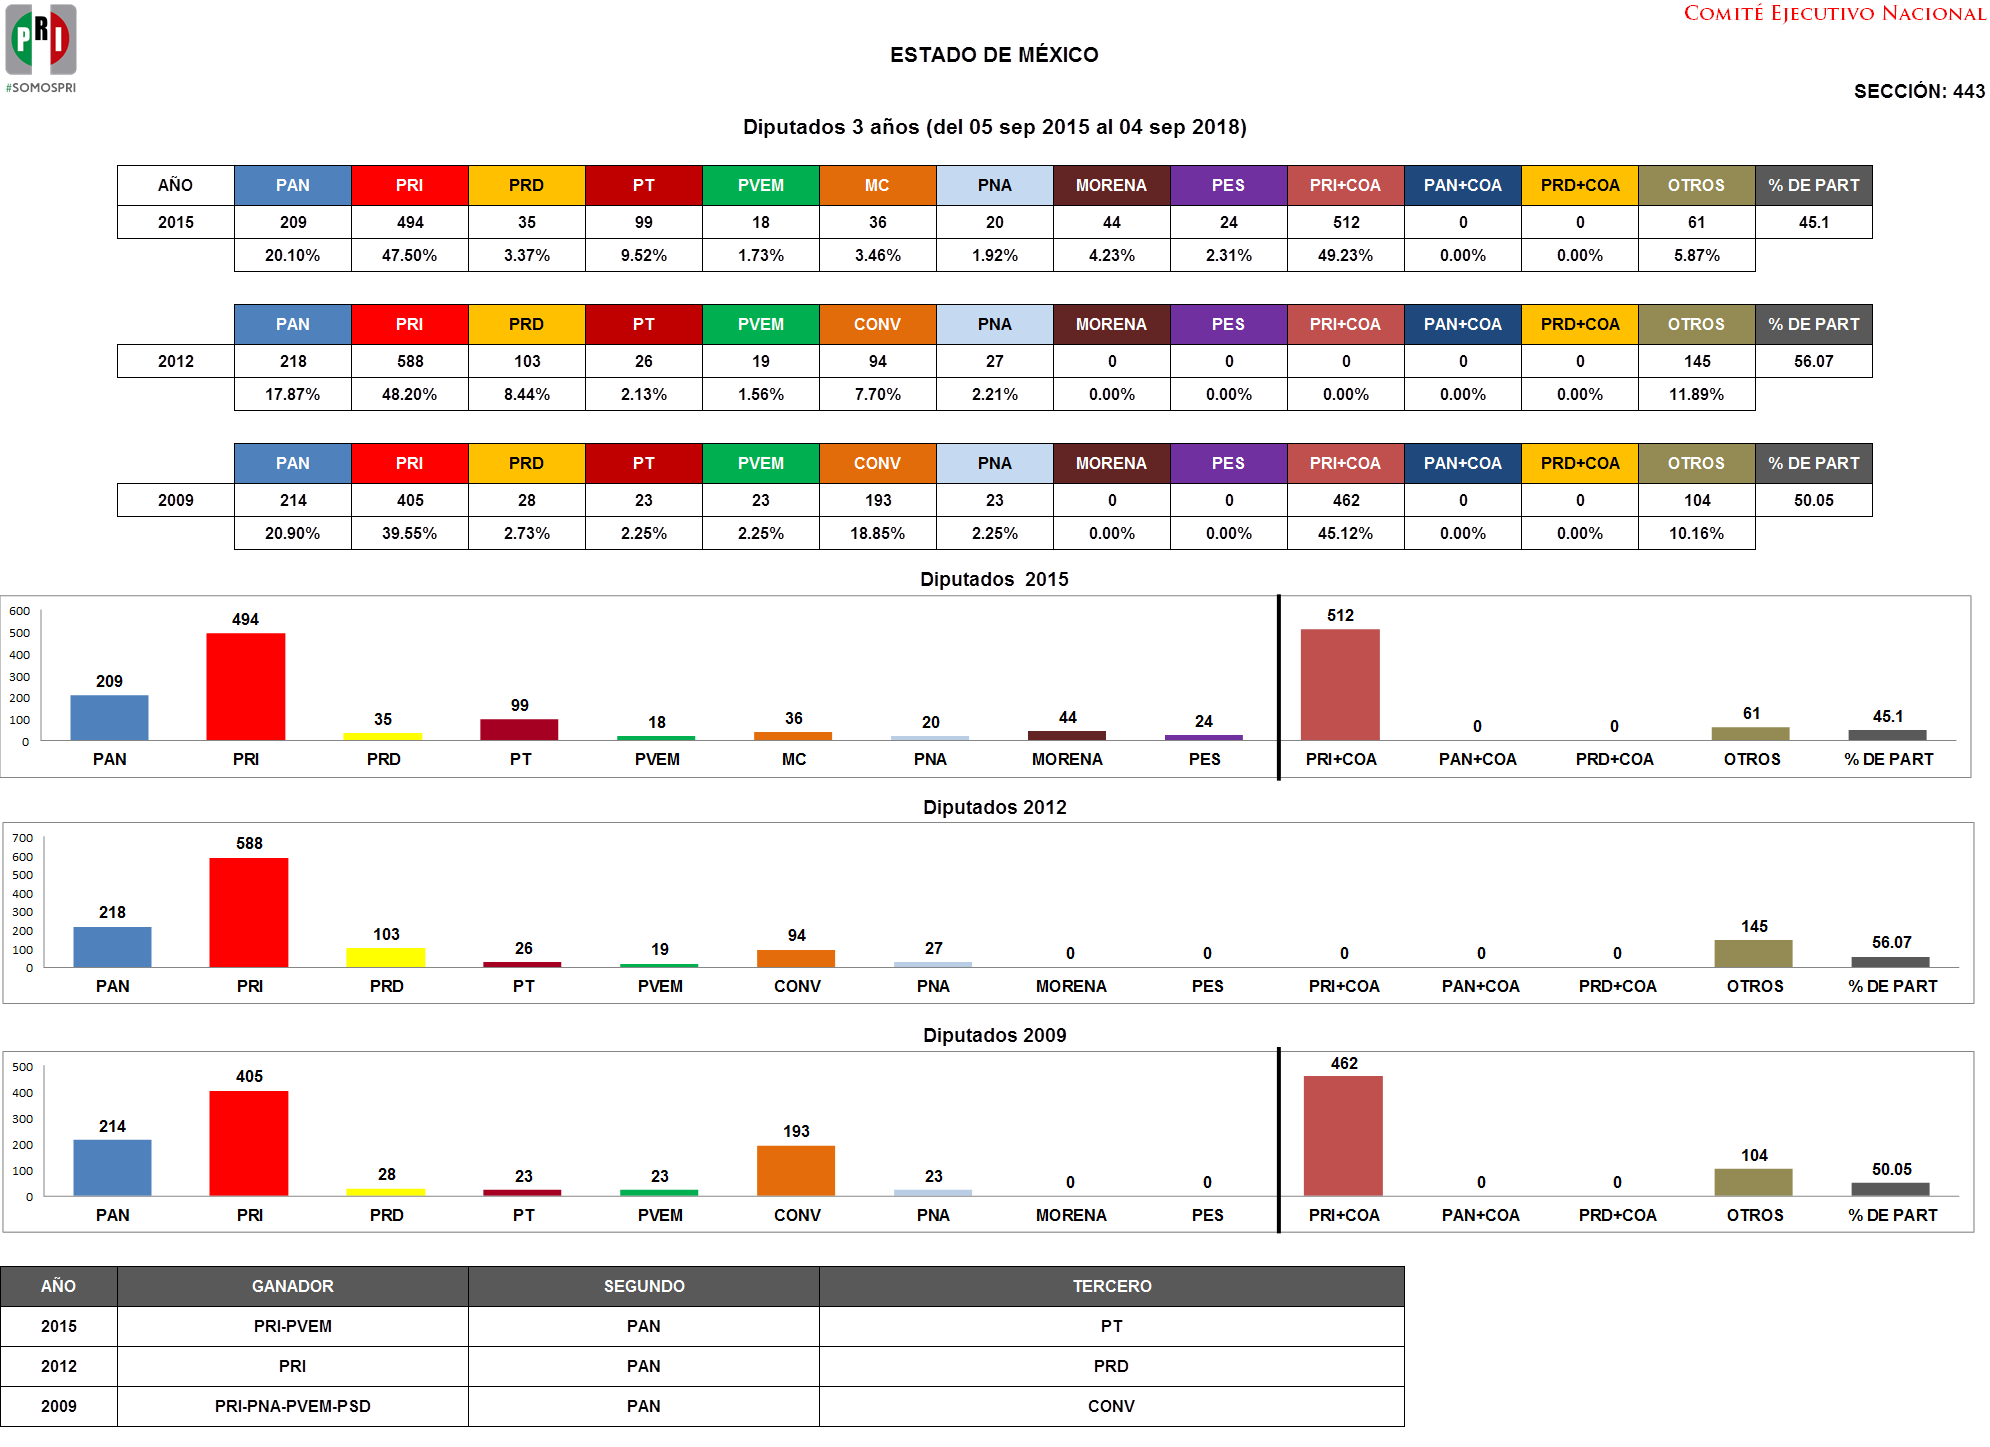 PRI
#SOMOSPRI
COMITÉ EJECUTIVO NACIONAL
ESTADO DE MÉXICO
SECCIÓN: 443
Diputados 3 años (del 05 sep 2015 al 04 sep 2018)
AÑO PAN PRI PRD PT PVEM MC PNA MORENA PES PRI+COA PAN+COA PRD+COA OTROS % DE PART
2015 209 494 35 99 18 36 20 44 24 512 0 0 61 45.1
20.10% 47.50% 3.37% 9.52% 1.73% 3.46% 1.92% 4.23% 2.31% 49.23% 0.00% 0.00% 5.87%
PAN PRI PRD PT PVEM CONV PNA MORENA PES PRI+COA PAN+COA PRD+COA OTROS % DE PART
2012 218 588 103 26 19 94 27 0 0 0 0 0 145 56.07
17.87% 48.20% 8.44% 2.13% 1.56% 7.70% 2.21% 0.00% 0.00% 0.00% 0.00% 0.00% 11.89%
PAN PRI PRD PT PVEM CONV PNA MORENA PES PRI+COA PAN+COA PRD+COA OTROS % DE PART
2009 214 405 28 23 23 193 23 0 0 462 0 0 104 50.05
20.90% 39.55% 2.73% 2.25% 2.25% 18.85% 2.25% 0.00% 0.00% 45.12% 0.00% 0.00% 10.16%
Diputados 2015
600
500
400
300
200
100
0
209 494 35 99 18 36 20 44 24 512 0 0 61 45.1
PAN PRI PRD PT PVEM MC PNA MORENA PES PRI+COA PAN+COA PRD+COA OTROS % DE PART
Diputados 2012
700
600
500
400
300
200
100
0
218 588 103 26 19 94 27 0 0 0 0 0 145 56.07
PAN PRI PRD PT PVEM CONV PNA MORENA PES PRI+COA PAN+COA PRD+COA OTROS % DE PART
Diputados 2009
500
400
300
200
100
0
214 405 28 23 23 193 23 0 0 462 0 0 104 50.05
PAN PRI PRD PT PVEM CONV PNA MORENA PES PRI+COA PAN+COA PRD+COA OTROS % DE PART
AÑO GANADOR SEGUNDO TERCERO
2015 PRI-PVEM PAN PT
2012 PRI PAN PRD
2009 PRI-PNA-PVEM-PSD PAN CONV